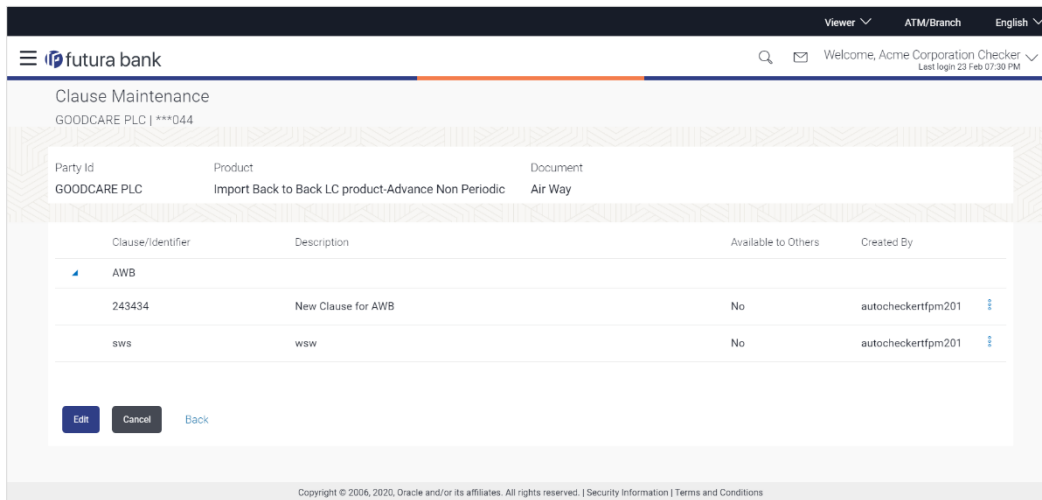 Viewer ATM/Branch English
futura bank
Welcome, Acme Corporation Checker
Last login 23 Feb 07:30 PM
Clause Maintenance
GOODCARE PLC | ***044
Party Id Product Document
GOODCARE PLC Import Back to Back LC product-Advance Non Periodic Air Way
Clause/Identifier Description Available to Others Created By
AWB
243434 New Clause for AWB No autocheckertfpm201
sws wsw No autocheckertfpm201
Edit Cancel Back
Copyright © 2006, 2020, Oracle and/or its affiliates. All rights reserved. | Security Information | Terms and Conditions